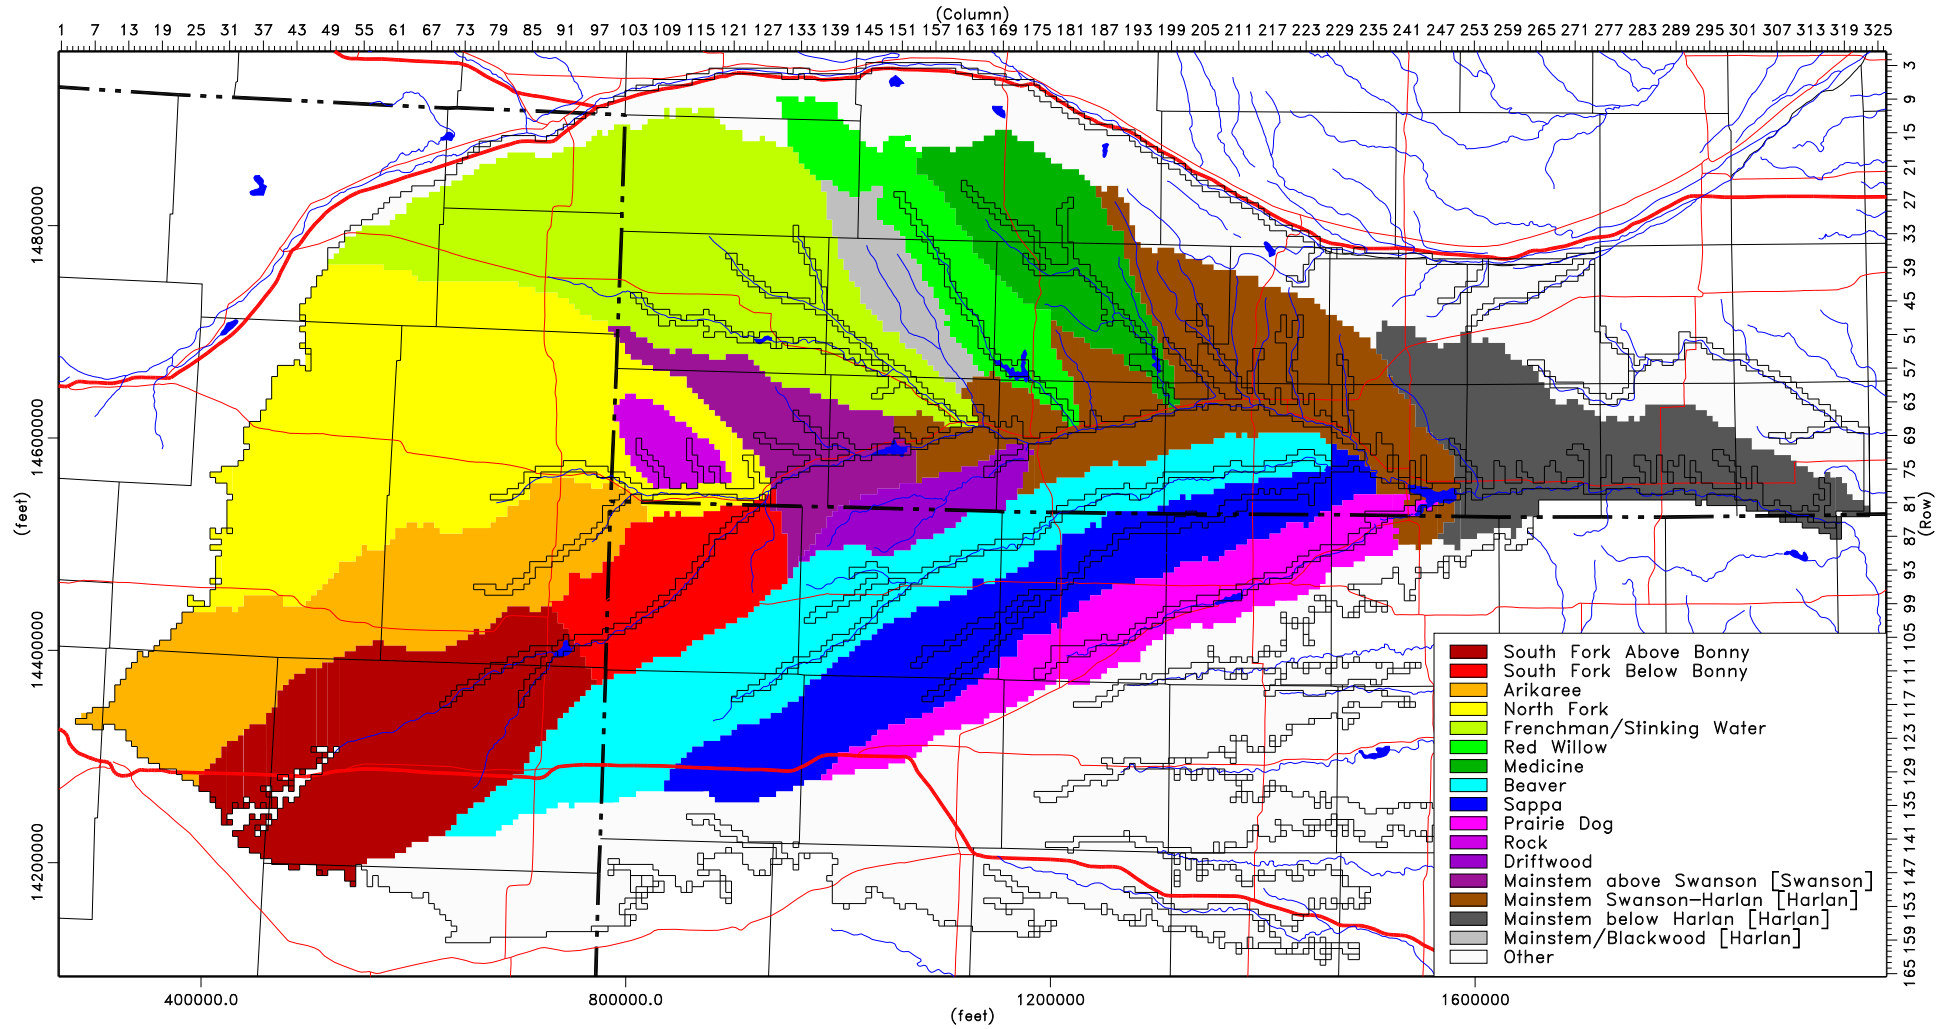 (Column)
1 7 13 19 25 31 37 43 49 55 61 67 73 79 85 91 97 103 109 115 121 127 133 139 145 151 157 163 169 175 181 187 193 199 205 211 217 223 229 235 241 247 253 259 265 271 277 283 289 295 301 307 313 319 325
3
9
15
21
27
33
39
45
51
57
63
69
75
81
87
93
99
105
111
117
123
129
135
141
147
153
159
165
(Row)
14800000
14600000
14400000
14200000
(feet)
South Fork Above Bonny
South Fork Below Bonny
Arikaree
North Fork
Frenchman/Stinking Water
Red Willow
Medicine
Beaver
Sappa
Prairie Dog
Rock
Driftwood
Mainstem above Swanson [Swanson]
Mainstem Swanson-Harlan [Harlan]
Mainstem below Harlan [Harlan]
Mainstem/Blackwood [Harlan]
Other
400000.0 800000.0 1200000 1600000
(feet)